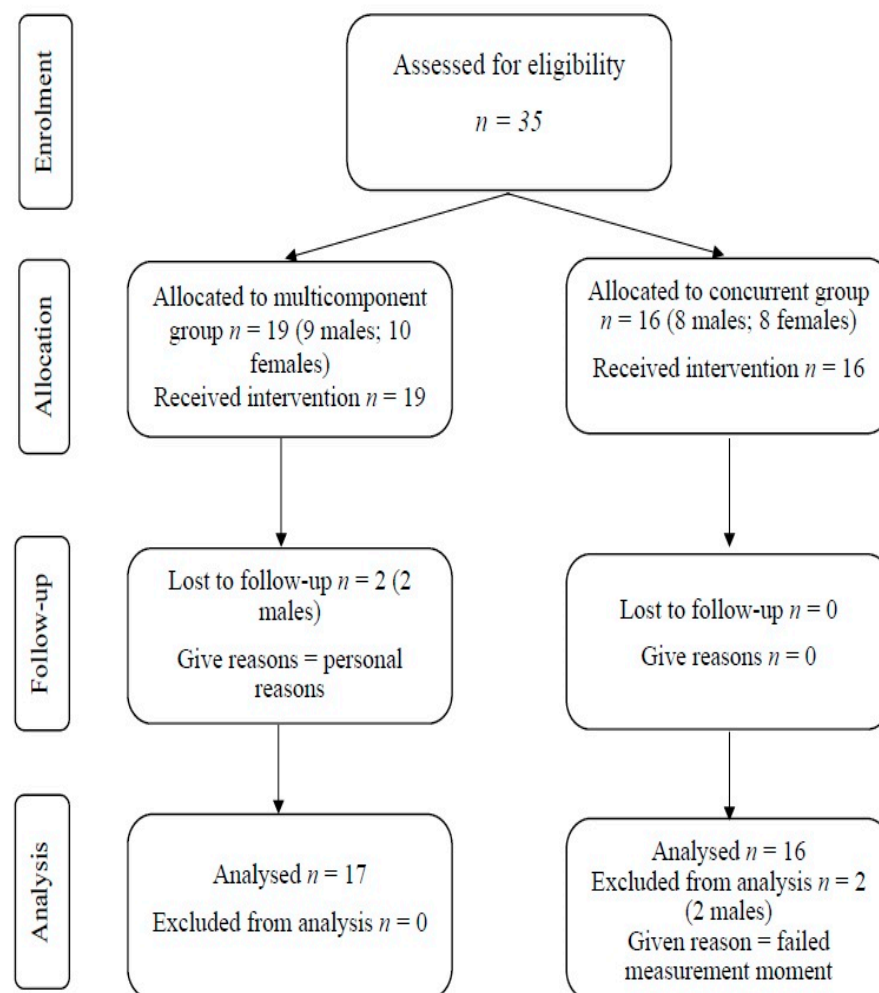 Enrolment
Assessed for eligibility
n = 35
Allocation
Allocated to multicomponent
group n = 19 (9 males; 10
females)
Received intervention n = 19
Allocated to concurrent group
n = 16 (8 males; 8 females)
Received intervention n = 16
Follow-up
Lost to follow-up n = 2 (2
males)
Give reasons = personal
reasons
Lost to follow-up n = 0
Give reasons n = 0
Analysis
Analysed n = 17
Excluded from analysis n = 0
Analysed n = 16
Excluded from analysis n = 2
(2 males)
Given reason = failed
measurement moment